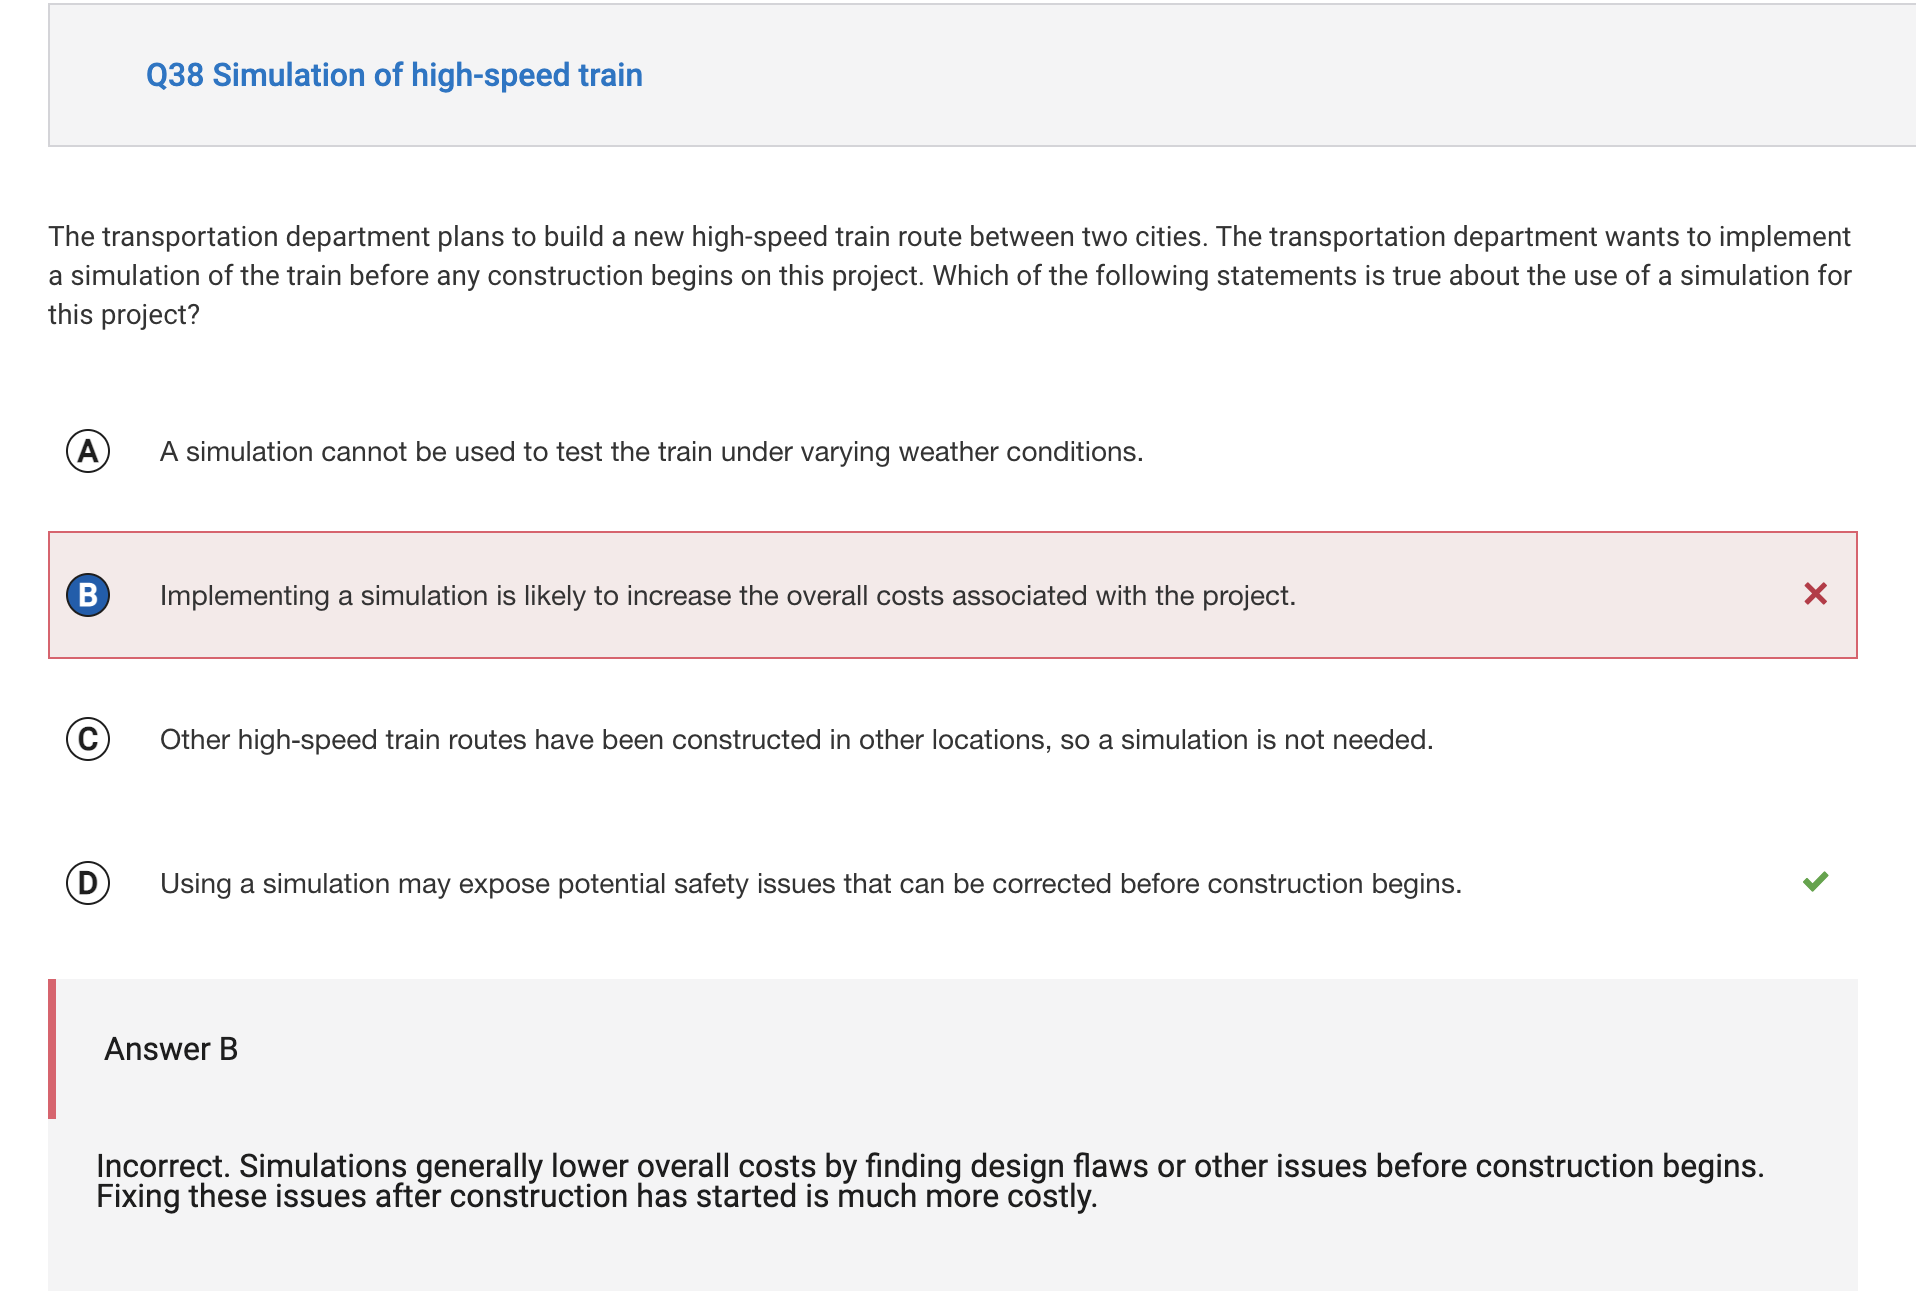 Q38 Simulation of high-speed train
The transportation department plans to build a new high-speed train route between two cities. The transportation department wants to implement
a simulation of the train before any construction begins on this project. Which of the following statements is true about the use of a simulation for
this project?
A A simulation cannot be used to test the train under varying weather conditions.
B Implementing a simulation is likely to increase the overall costs associated with the project.
C Other high-speed train routes have been constructed in other locations, so a simulation is not needed.
D Using a simulation may expose potential safety issues that can be corrected before construction begins.
Answer B
Incorrect. Simulations generally lower overall costs by finding design flaws or other issues before construction begins.
Fixing these issues after construction has started is much more costly.